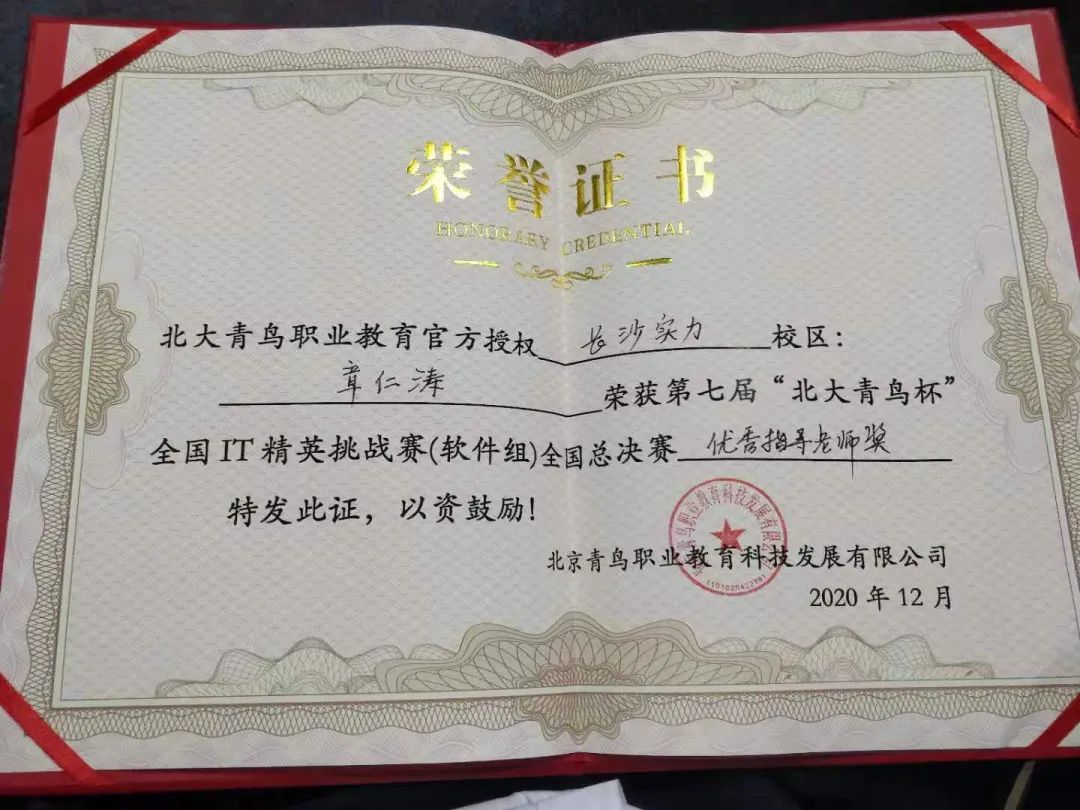 荣誉证书
HONORARY CREDENTIAL
北大青鸟职业教育官方授权 长沙实力 校区：
章仁涛 荣获第七届“北大青鸟杯”
全国IT精英挑战赛(软件组)全国总决赛 优秀指导老师奖
特发此证，以资鼓励！
北京青鸟职业教育科技发展有限公司
2020年12月